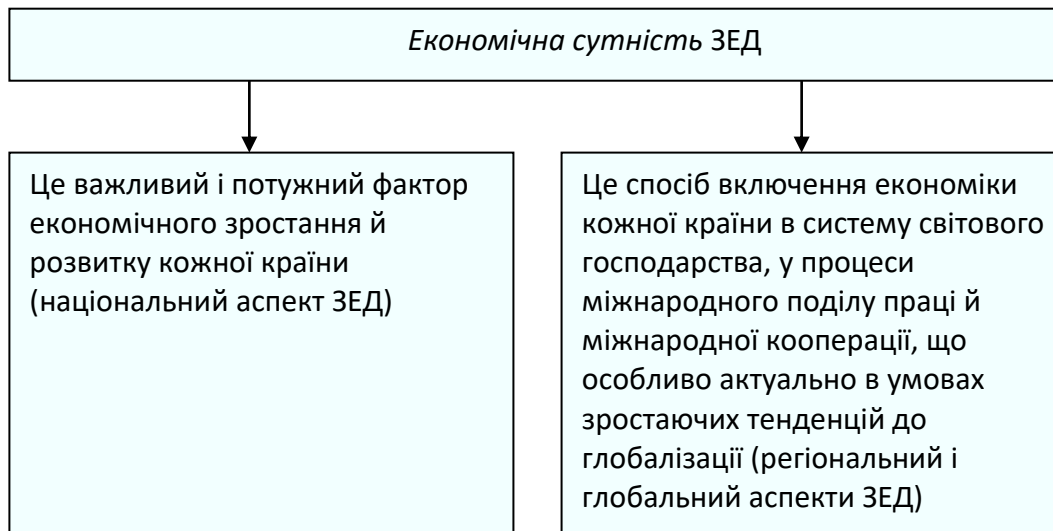 Економічна сутність ЗЕД
Це важливий і потужний фактор
економічного зростання й
розвитку кожної країни
(національний аспект ЗЕД)
Це спосіб включення економіки
кожної країни в систему світового
господарства, у процеси
міжнародного поділу праці й
міжнародної кооперації, що
особливо актуально в умовах
зростаючих тенденцій до
глобалізації (регіональний і
глобальний аспекти ЗЕД)